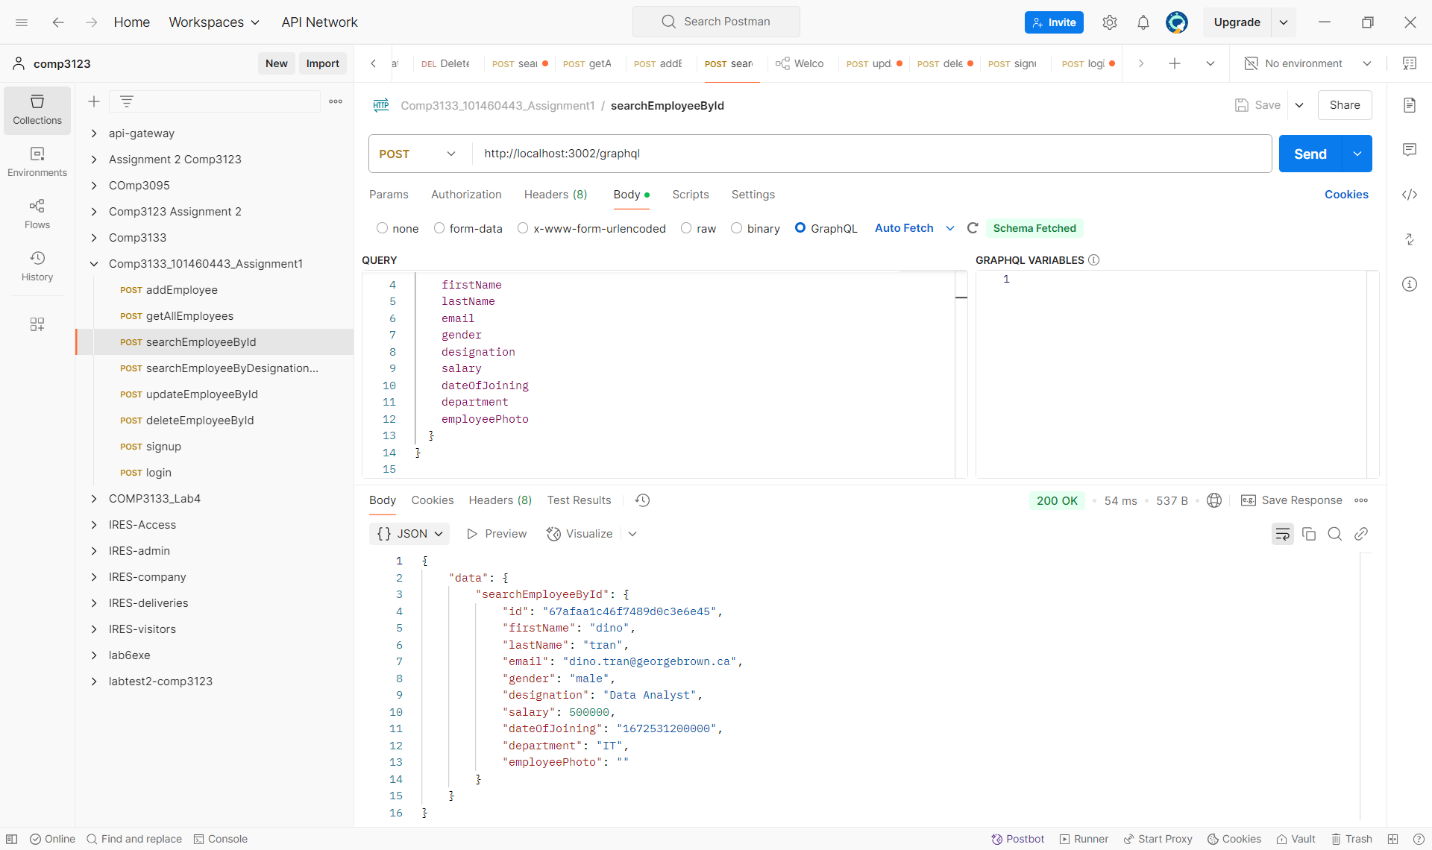 Home Workspaces API Network Search Postman Invite Upgrade
comp3123 New Import DEL Delete POST sear POST getA POST addE POST sear Welco POST upd POST dele POST signu POST logi No environment
Collections
Environments
Flows
History
api-gateway
Assignment 2 Comp3123
COmp3095
Comp3123 Assignment 2
Comp3133
Comp3133_101460443_Assignment1
POST addEmployee
POST getAllEmployees
POST searchEmployeeById
POST searchEmployeeByDesignation...
POST updateEmployeeById
POST deleteEmployeeById
POST signup
POST login
COMP3133_Lab4
IRES-Access
IRES-admin
IRES-company
IRES-deliveries
IRES-visitors
lab6exe
labtest2-comp3123
HTTP Comp3133_101460443_Assignment1 / searchEmployeeById Save Share
POST http://localhost:3002/graphql Send
Params Authorization Headers (8) Body Scripts Settings Cookies
none form-data x-www-form-urlencoded raw binary GraphQL Auto Fetch Schema Fetched
QUERY
4 firstName
5 lastName
6 email
7 gender
8 designation
9 salary
10 dateOfJoining
11 department
12 employeePhoto
13 }
14 }
15
GRAPHQL VARIABLES
1
Body Cookies Headers (8) Test Results 200 OK 54 ms 537 B e.g. Save Response
{} JSON Preview Visualize
1 {
2 "data": {
3 "searchEmployeeById": {
4 "id": "67afaa1c46f7489d0c3e6e45",
5 "firstName": "dino",
6 "lastName": "tran",
7 "email": "dino.tran@georgebrown.ca",
8 "gender": "male",
9 "designation": "Data Analyst",
10 "salary": 500000,
11 "dateOfJoining": "1672531200000",
12 "department": "IT",
13 "employeePhoto": ""
14 }
15 }
16 }
Online Find and replace Console Postbot Runner Start Proxy Cookies Vault Trash